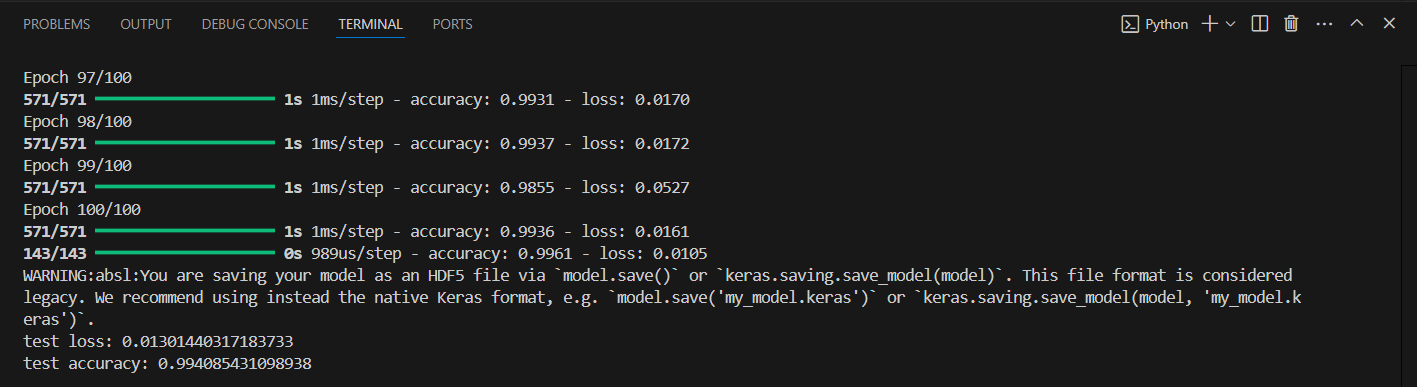 PROBLEMS OUTPUT DEBUG CONSOLE TERMINAL PORTS Python
Epoch 97/100
571/571 1s 1ms/step - accuracy: 0.9931 - loss: 0.0170
Epoch 98/100
571/571 1s 1ms/step - accuracy: 0.9937 - loss: 0.0172
Epoch 99/100
571/571 1s 1ms/step - accuracy: 0.9855 - loss: 0.0527
Epoch 100/100
571/571 1s 1ms/step - accuracy: 0.9936 - loss: 0.0161
143/143 0s 989us/step - accuracy: 0.9961 - loss: 0.0105
WARNING:absl:You are saving your model as an HDF5 file via `model.save()` or `keras.saving.save_model(model)`. This file format is considered
legacy. We recommend using instead the native Keras format, e.g. `model.save('my_model.keras')` or `keras.saving.save_model(model, 'my_model.k
eras')`.
test loss: 0.01301440317183733
test accuracy: 0.994085431098938